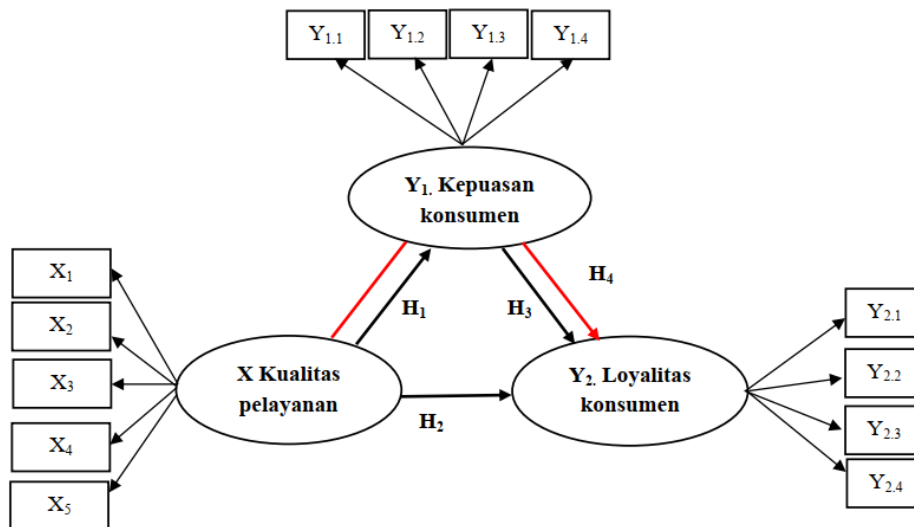 Y1.1 Y1.2 Y1.3 Y1.4
Y1. Kepuasan
konsumen
X1
X2
X3
X4
X5
H1
H3
H4
X Kualitas
pelayanan
H2
Y2. Loyalitas
konsumen
Y2.1
Y2.2
Y2.3
Y2.4